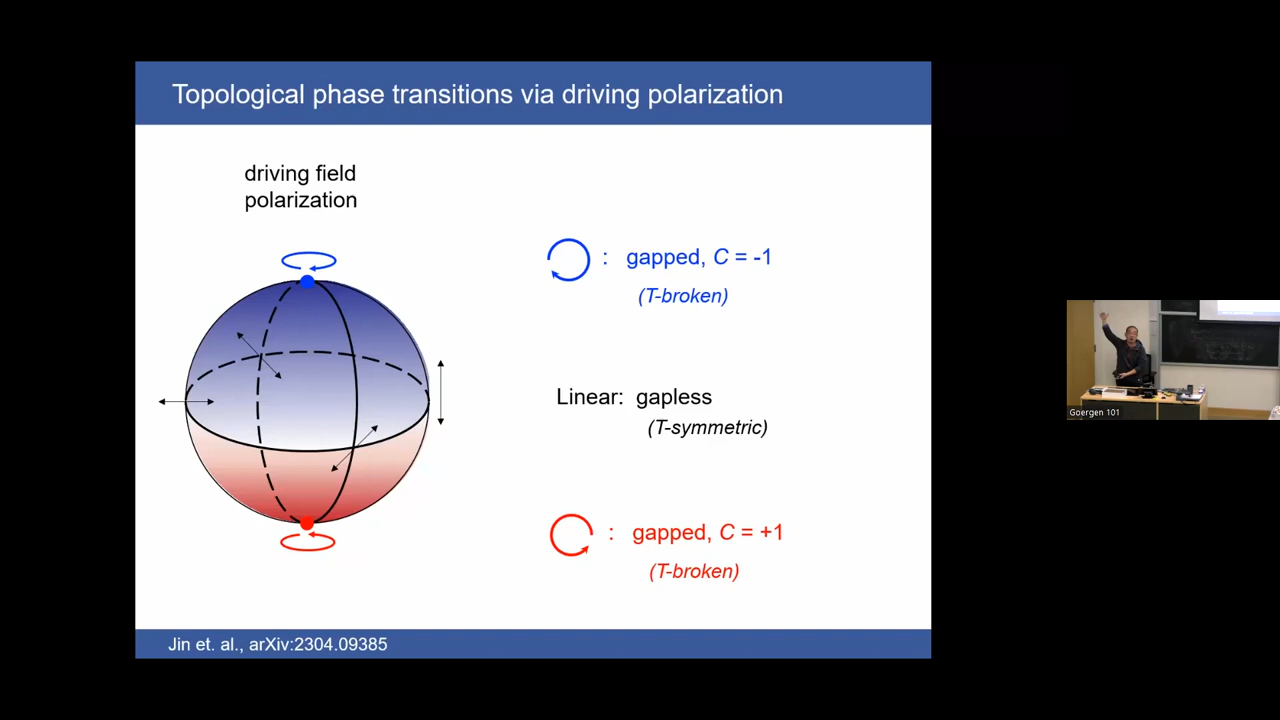 Topological phase transitions via driving polarization
driving field
polarization
: gapped, C = -1
(T-broken)
Linear: gapless
(T-symmetric)
: gapped, C = +1
(T-broken)
Jin et. al., arXiv:2304.09385
Goergen 101